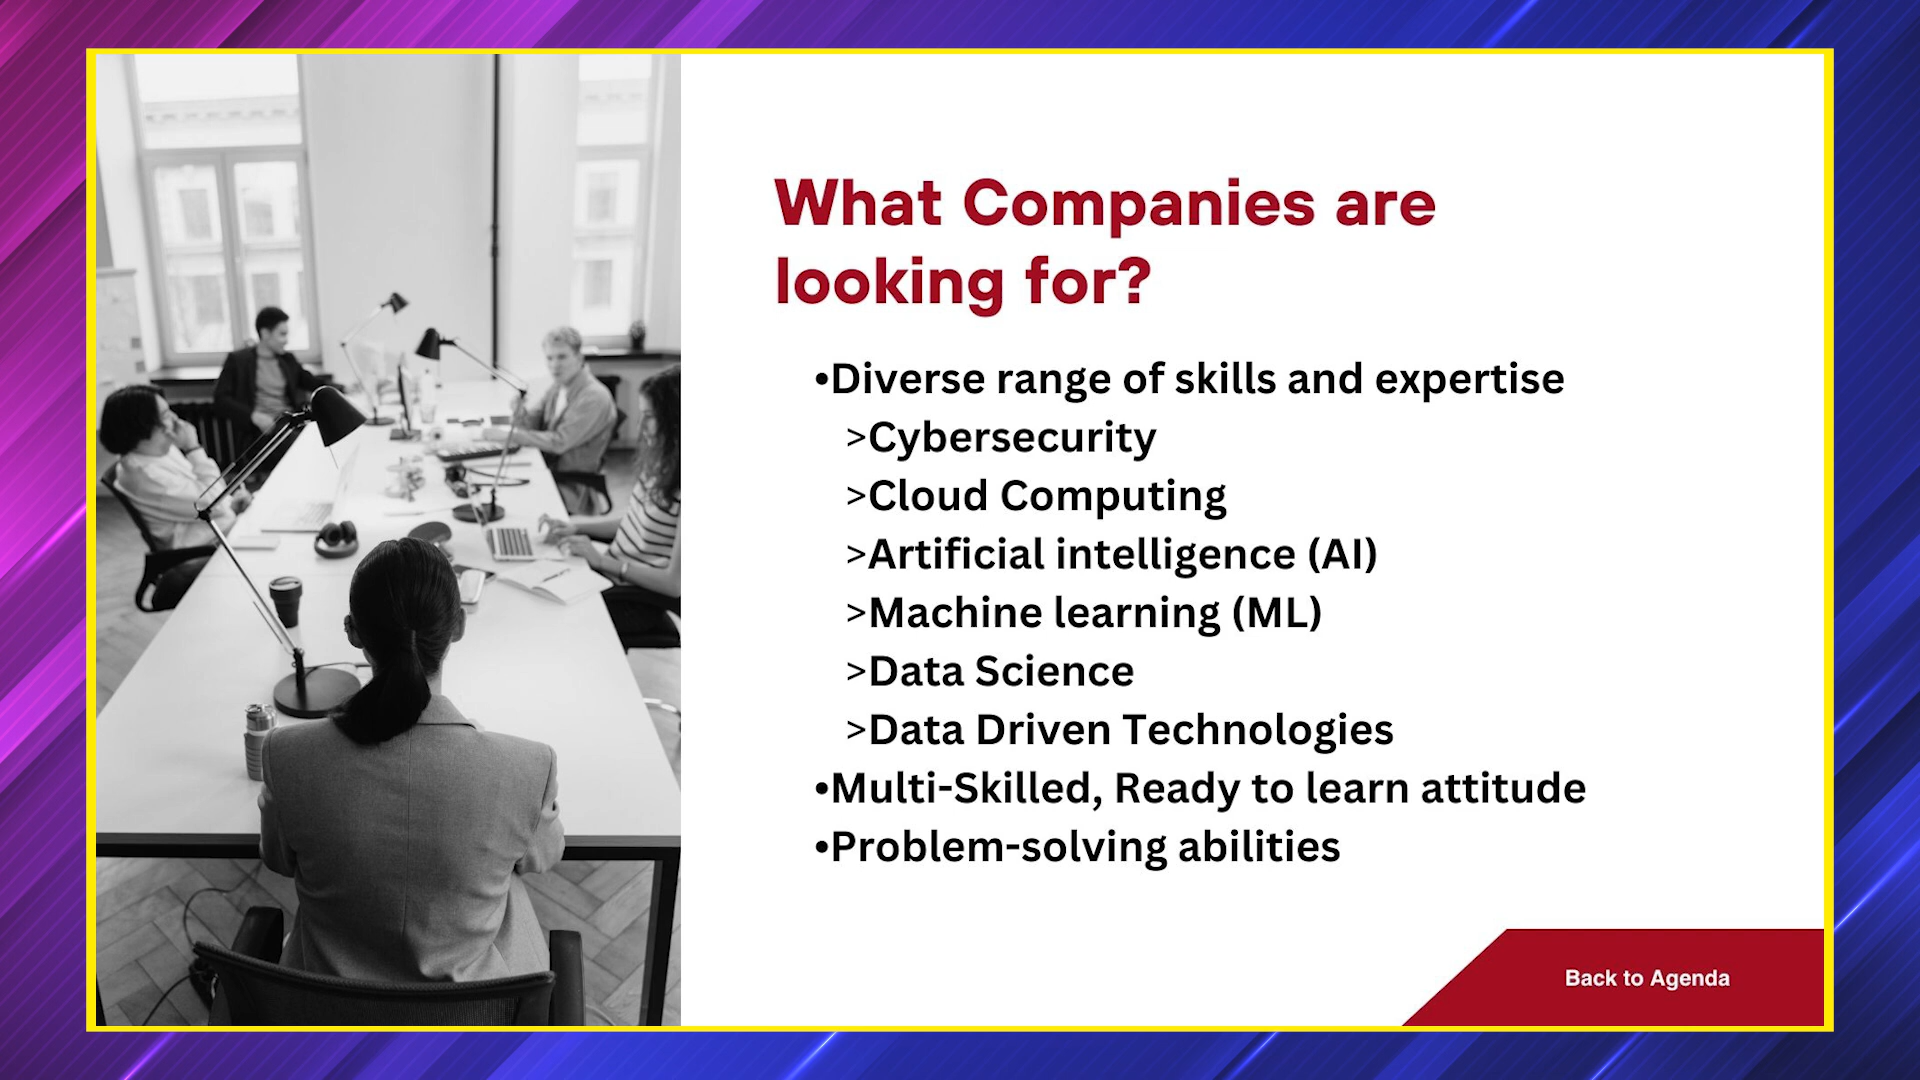 What Companies are
looking for?
•Diverse range of skills and expertise
>Cybersecurity
>Cloud Computing
>Artificial intelligence (AI)
>Machine learning (ML)
>Data Science
>Data Driven Technologies
•Multi-Skilled, Ready to learn attitude
•Problem-solving abilities
Back to Agenda